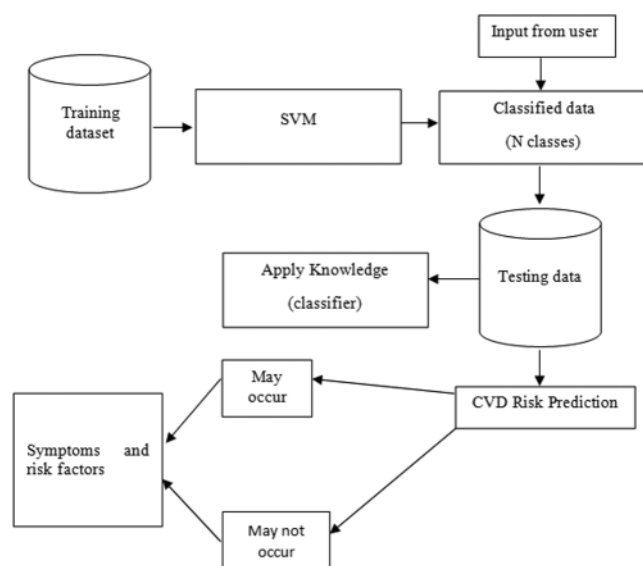 Input from user
Training
dataset
SVM
Classified data
(N classes)
Apply Knowledge
(classifier)
Testing data
May
occur
CVD Risk Prediction
Symptoms and
risk factors
May not
occur